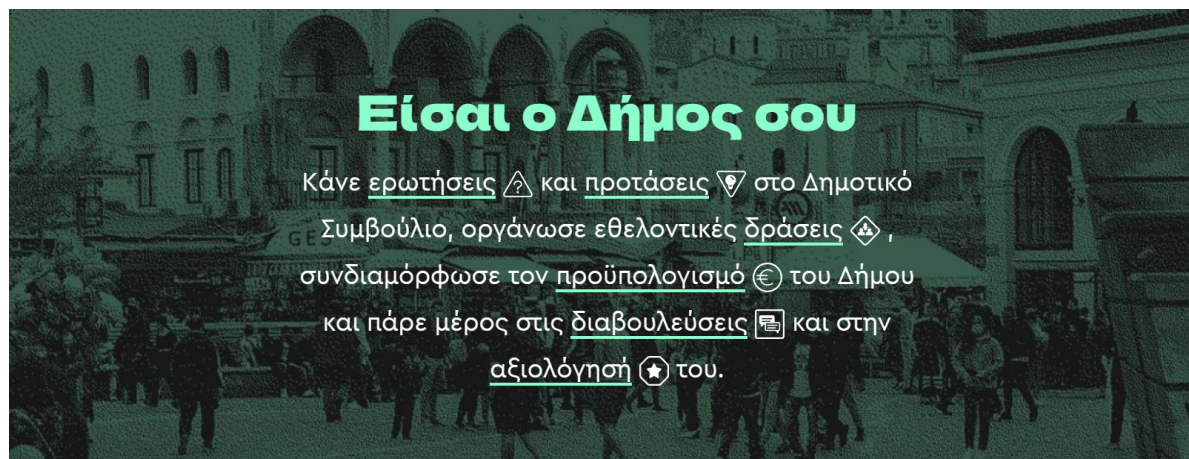 Είσαι ο Δήμος σου
Κάνε ερωτήσεις ? και προτάσεις στο Δημοτικό
Συμβούλιο, οργάνωσε εθελοντικές δράσεις ,
συνδιαμόρφωσε τον προϋπολογισμό € του Δήμου
και πάρε μέρος στις διαβουλεύσεις και στην
αξιολόγησή του.
GES